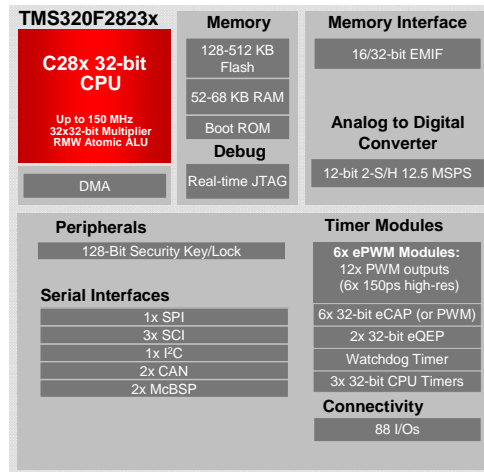 TMS320F2823x
C28x 32-bit
CPU
Up to 150 MHz
32x32-bit Multiplier
RMW Atomic ALU
DMA
Memory
128-512 KB
Flash
52-68 KB RAM
Boot ROM
Debug
Real-time JTAG
Memory Interface
16/32-bit EMIF
Analog to Digital
Converter
12-bit 2-S/H 12.5 MSPS
Peripherals
128-Bit Security Key/Lock
Serial Interfaces
1x SPI
3x SCI
1x I²C
2x CAN
2x McBSP
Timer Modules
6x ePWM Modules:
12x PWM outputs
(6x 150ps high-res)
6x 32-bit eCAP (or PWM)
2x 32-bit eQEP
Watchdog Timer
3x 32-bit CPU Timers
Connectivity
88 I/Os